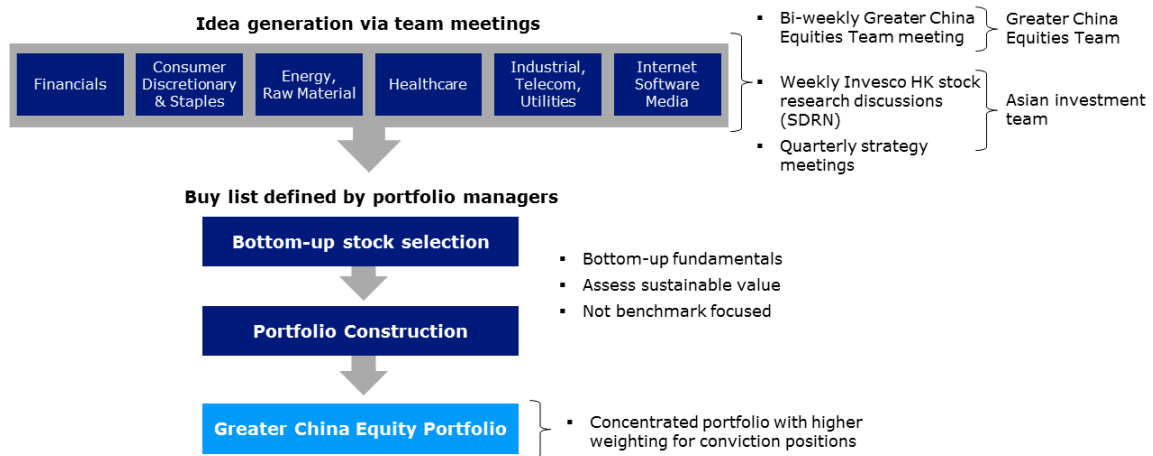 Idea generation via team meetings
Financials
Consumer
Discretionary
& Staples
Energy,
Raw Material
Healthcare
Industrial,
Telecom,
Utilities
Internet
Software
Media
▪ Bi-weekly Greater China
Equities Team meeting
Greater China
Equities Team
▪ Weekly Invesco HK stock
research discussions
(SDRN)
▪ Quarterly strategy
meetings
Asian investment
team
Buy list defined by portfolio managers
Bottom-up stock selection
Portfolio Construction
▪ Bottom-up fundamentals
▪ Assess sustainable value
▪ Not benchmark focused
Greater China Equity Portfolio
▪ Concentrated portfolio with higher
weighting for conviction positions